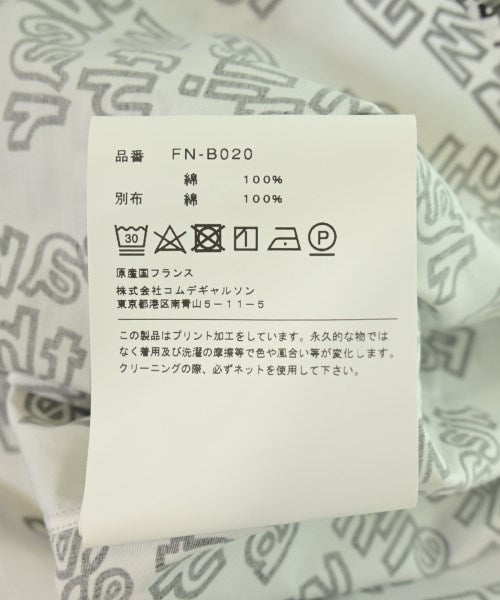 品番 FN-B020
綿 100%
別布 綿 100%
30 P
原産国フランス
株式会社コムデギャルソン
東京都港区南青山5-11-5
この製品はプリント加工をしています。永久的な物では
なく着用及び洗濯の摩擦等で色や風合い等が変化します。
クリーニングの際、必ずネットを使用して下さい。